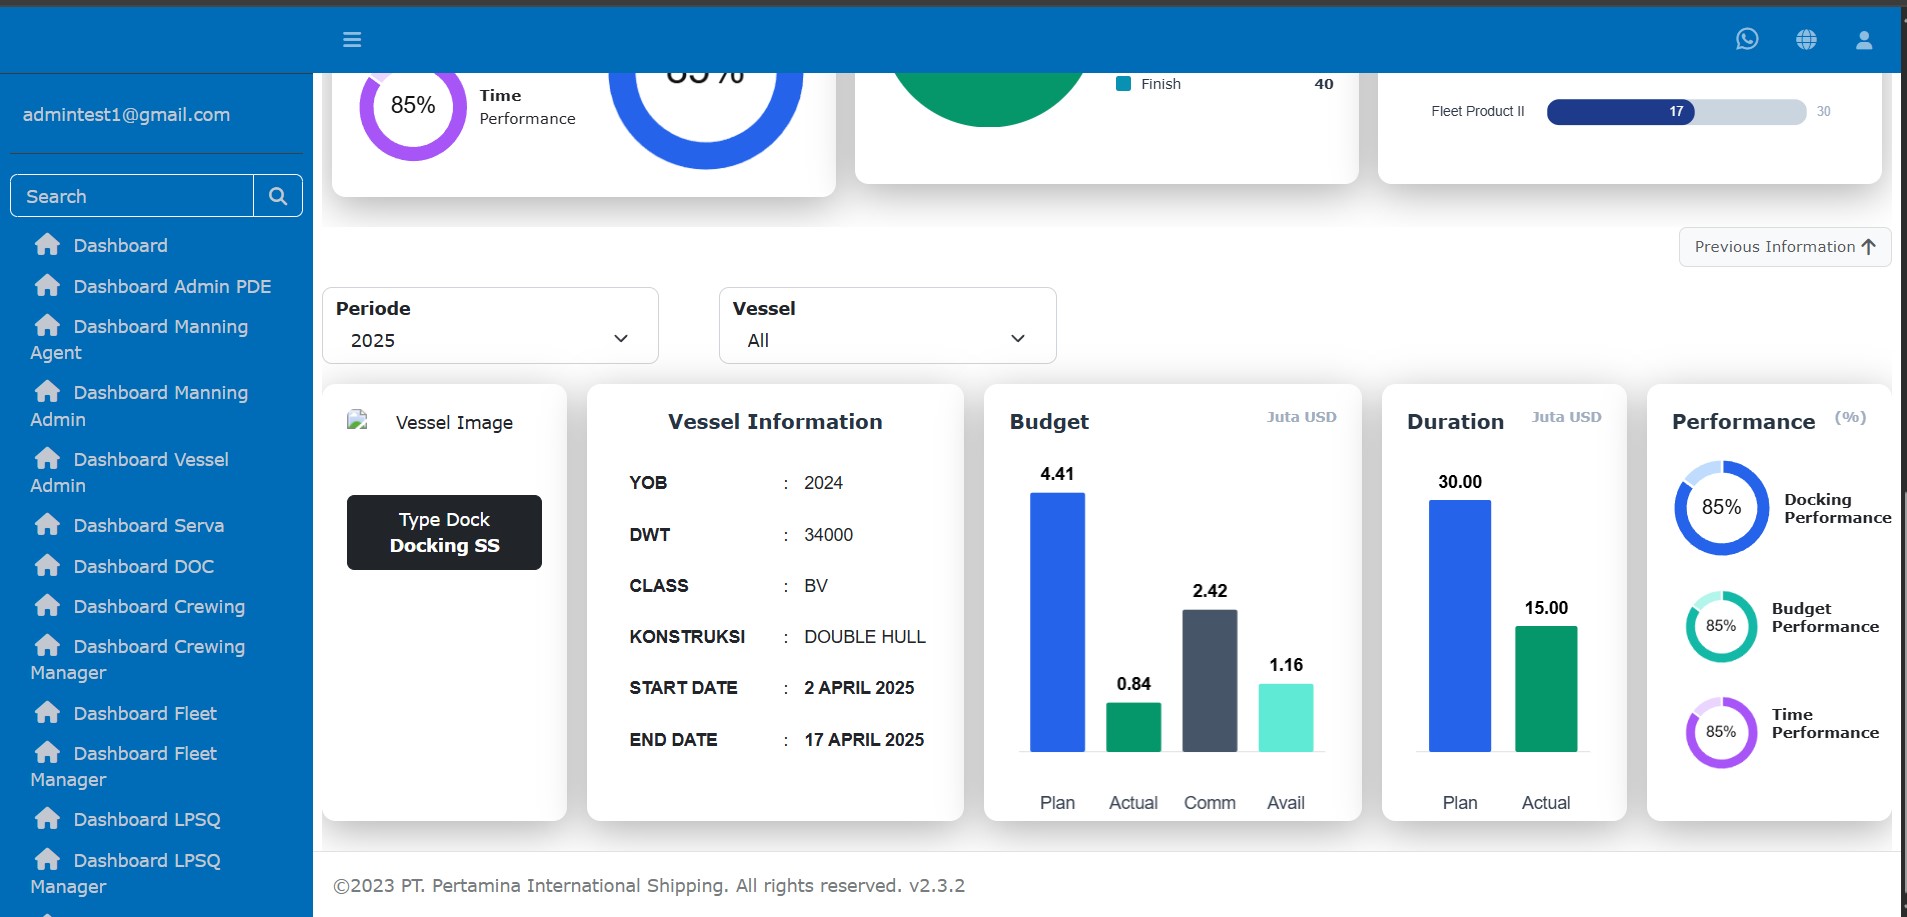 admintest1@gmail.com
Search
Dashboard
Dashboard Admin PDE
Dashboard Manning
Agent
Dashboard Manning
Admin
Dashboard Vessel
Admin
Dashboard Serva
Dashboard DOC
Dashboard Crewing
Dashboard Crewing
Manager
Dashboard Fleet
Dashboard Fleet
Manager
Dashboard LPSQ
Dashboard LPSQ
Manager
85%
Time
Performance
85%
Finish 40
Fleet Product II 17 30
Previous Information
Periode
2025
Vessel
All
Vessel Image
Type Dock
Docking SS
Vessel Information
YOB : 2024
DWT : 34000
CLASS : BV
KONSTRUKSI : DOUBLE HULL
START DATE : 2 APRIL 2025
END DATE : 17 APRIL 2025
Budget Juta USD
4.41
0.84
2.42
1.16
Plan Actual Comm Avail
Duration Juta USD
30.00
15.00
Plan Actual
Performance (%)
85%
Docking
Performance
85%
Budget
Performance
85%
Time
Performance
©2023 PT. Pertamina International Shipping. All rights reserved. v2.3.2